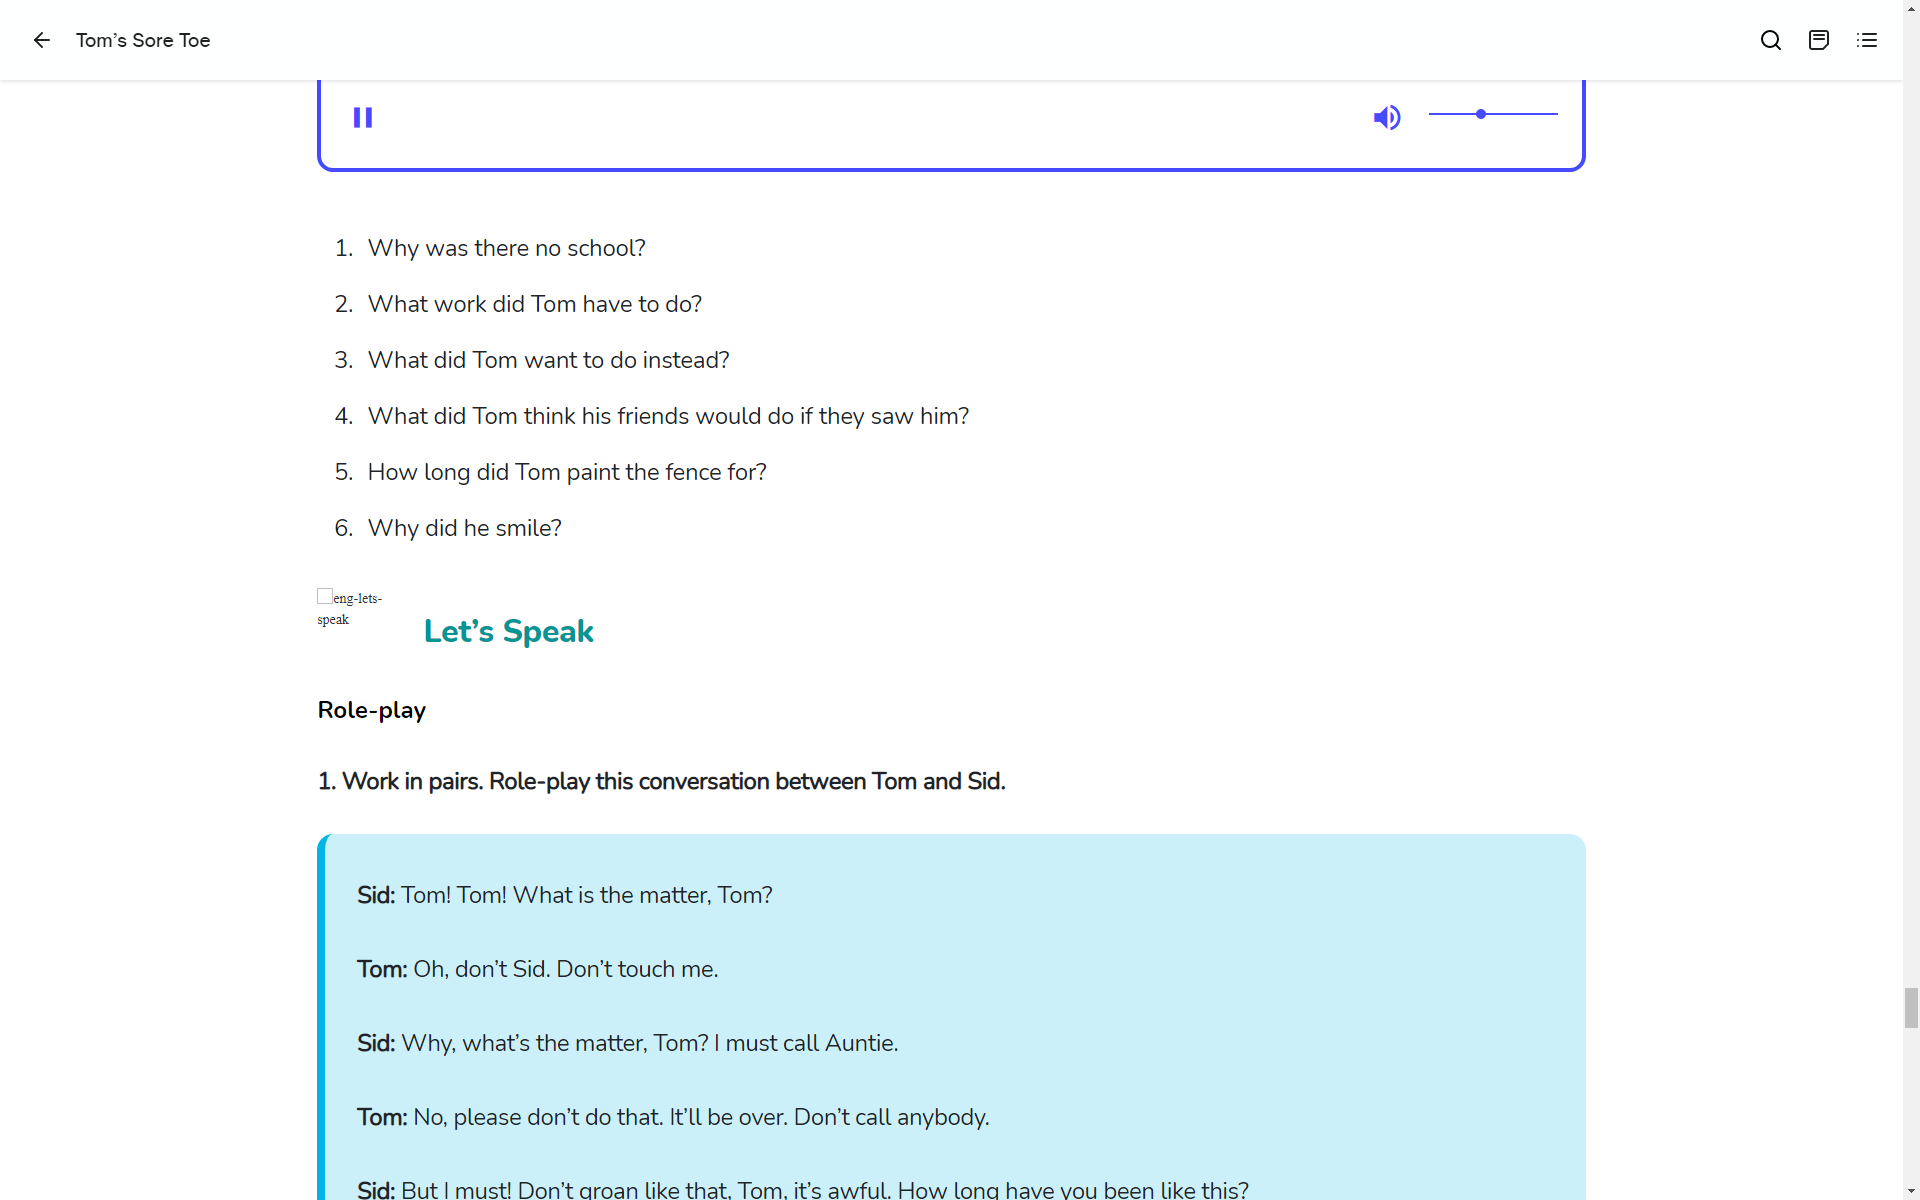 Tom’s Sore Toe
1. Why was there no school?
2. What work did Tom have to do?
3. What did Tom want to do instead?
4. What did Tom think his friends would do if they saw him?
5. How long did Tom paint the fence for?
6. Why did he smile?
eng-lets-
speak
Let’s Speak
Role-play
1. Work in pairs. Role-play this conversation between Tom and Sid.
Sid: Tom! Tom! What is the matter, Tom?
Tom: Oh, don’t Sid. Don’t touch me.
Sid: Why, what’s the matter, Tom? I must call Auntie.
Tom: No, please don’t do that. It’ll be over. Don’t call anybody.
Sid: But I must! Don’t groan like that, Tom, it’s awful. How long have you been like this?